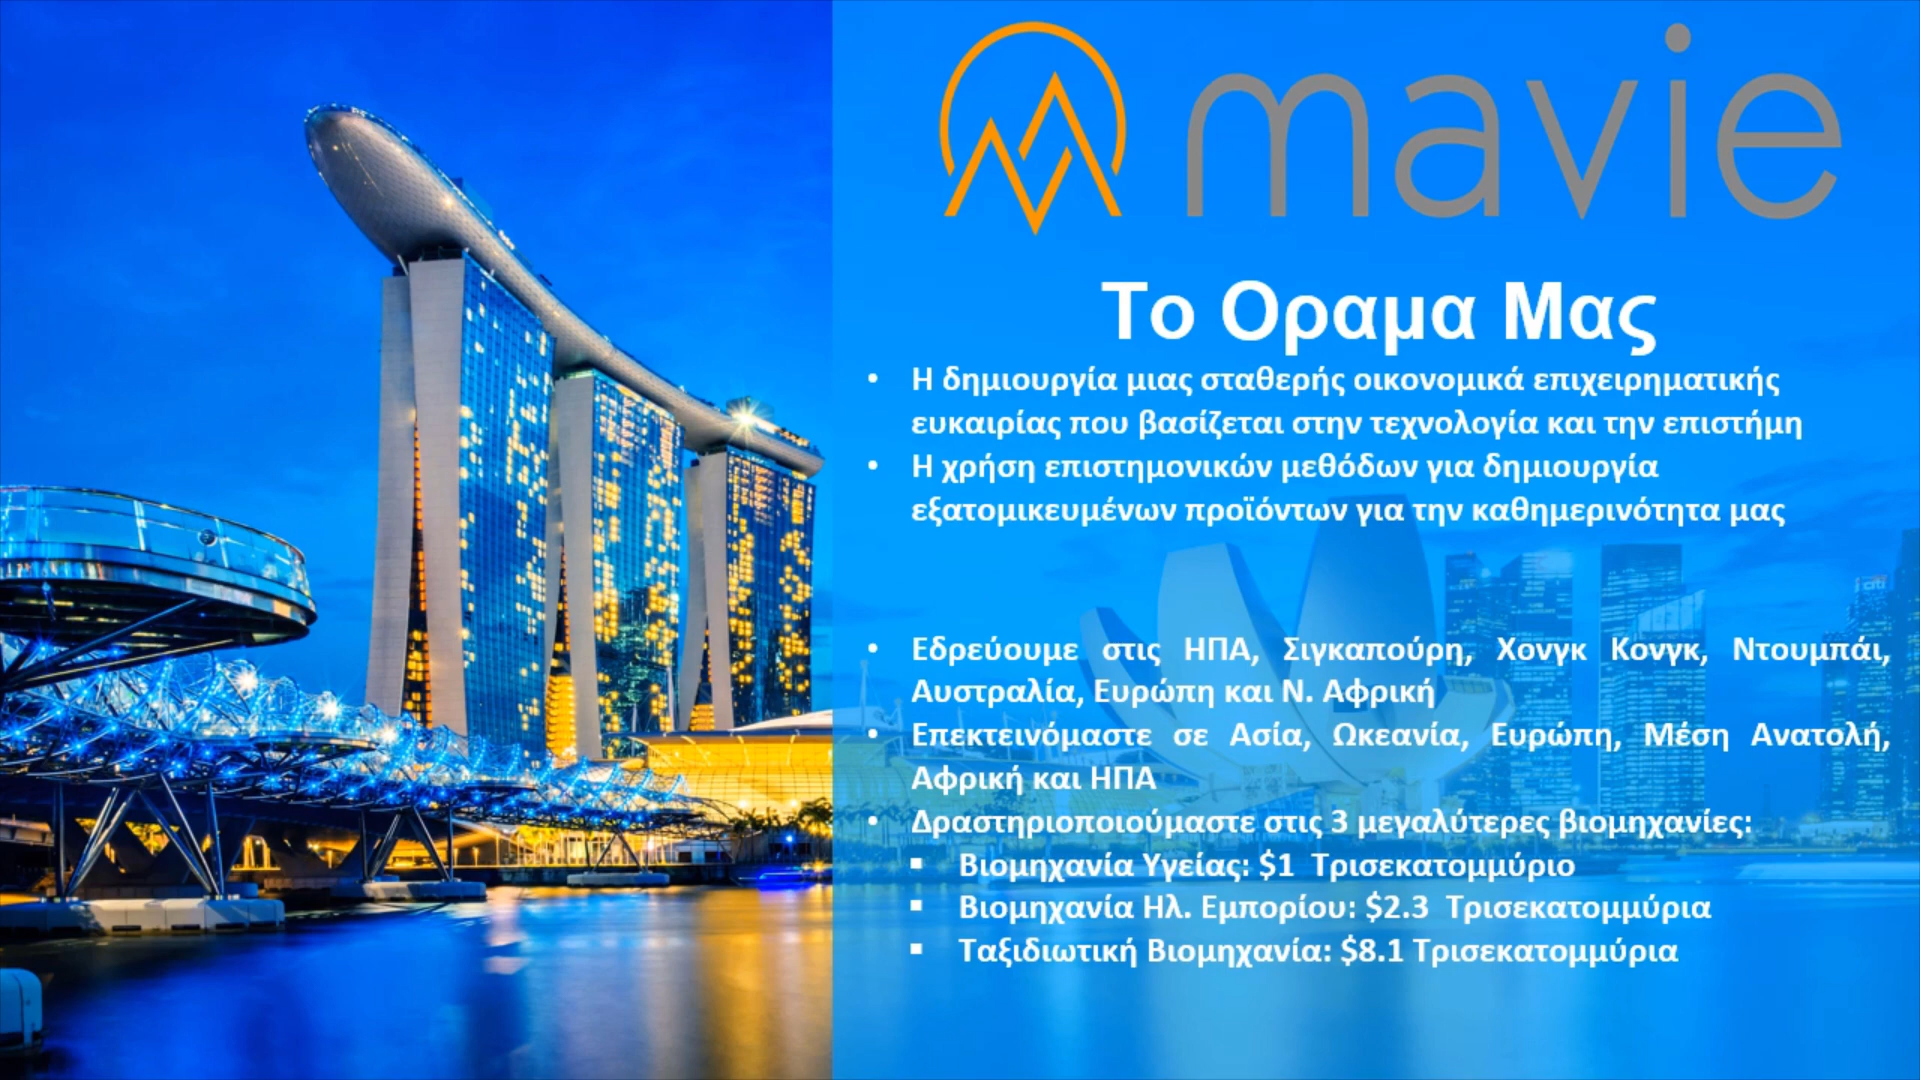 mavie
Το Οραμα Μας
• Η δημιουργία μιας σταθερής οικονομικά επιχειρηματικής
ευκαιρίας που βασίζεται στην τεχνολογία και την επιστήμη
• Η χρήση επιστημονικών μεθόδων για δημιουργία
εξατομικευμένων προϊόντων για την καθημερινότητα μας
• Εδρεύουμε στις ΗΠΑ, Σιγκαπούρη, Χονγκ Κονγκ, Ντουμπάι,
Αυστραλία, Ευρώπη και Ν. Αφρική
• Επεκτεινόμαστε σε Ασία, Ωκεανία, Ευρώπη, Μέση Ανατολή,
Αφρική και ΗΠΑ
• Δραστηριοποιούμαστε στις 3 μεγαλύτερες βιομηχανίες:
▪ Βιομηχανία Υγείας: $1 Τρισεκατομμύριο
▪ Βιομηχανία Ηλ. Εμπορίου: $2.3 Τρισεκατομμύρια
▪ Ταξιδιωτική Βιομηχανία: $8.1 Τρισεκατομμύρια
citi